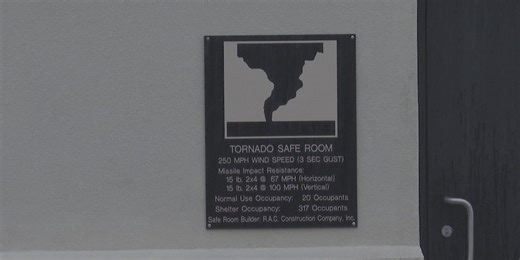 TORNADO SAFE ROOM
250 MPH WIND SPEED (3 SEC GUST)
Missile Impact Resistance:
15 lb. 2x4 @ 67 MPH (Horizontal)
15 lb. 2x4 @ 100 MPH (Vertical)
Normal Use Occupancy: 20 Occupants
Shelter Occupancy: 317 Occupants
Safe Room Builder: R.A.C. Construction Company, Inc.